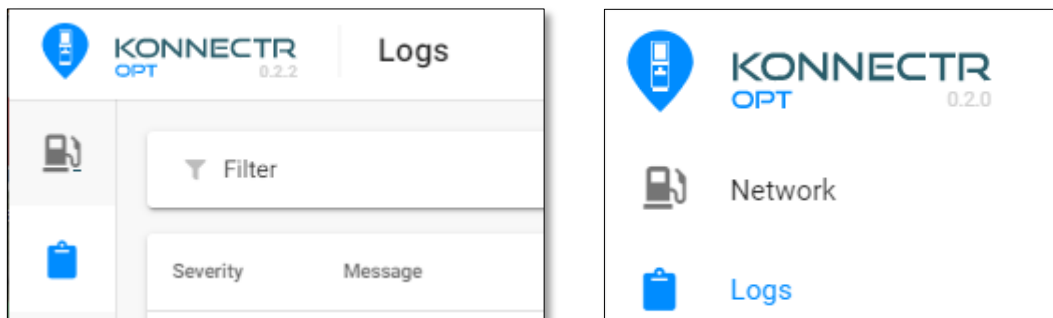 KONNECTR
OPT 0.2.2
Logs
Filter
Severity Message
KONNECTR
OPT 0.2.0
Network
Logs